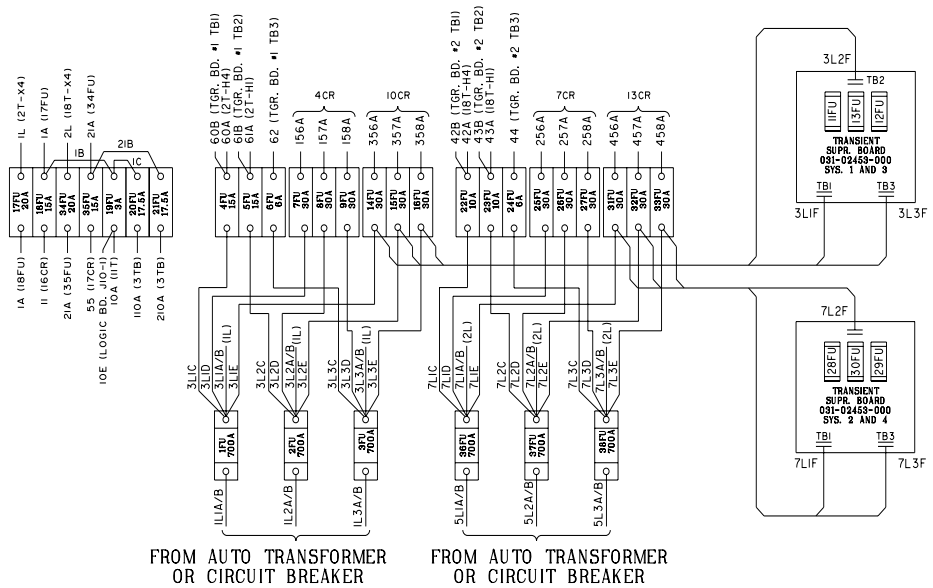 1L (2T-X4)
1A (17FU)
2L (18T-X4)
21A (34FU)
1B
1C
21B
17FU 20A
16FU 15A
34FU 20A
35FU 15A
19FU 3A
20FU 17.5A
21FU 17.5A
1A (18FU)
11 (16CR)
21A (35FU)
55 (17CR)
10E (LOGIC BD. J10-1)
10A (11T)
110A (3TB)
210A (3TB)
60B (TGR. BD. #1 TB1)
60A (2T-H4)
61B (TGR. BD. #1 TB2)
61A (2T-H1)
62 (TGR. BD. #1 TB3)
4CR
156A
157A
158A
10CR
356A
357A
358A
4FU 15A
5FU 15A
6FU 6A
7FU 30A
8FU 30A
9FU 30A
14FU 30A
15FU 30A
16FU 30A
42B (TGR. BD. #2 TB1)
42A (18T-H4)
43B (TGR. BD. #2 TB2)
43A (18T-H1)
44 (TGR. BD. #2 TB3)
7CR
256A
257A
258A
13CR
456A
457A
458A
22FU 10A
23FU 10A
24FU 6A
25FU 30A
26FU 30A
27FU 30A
31FU 30A
32FU 30A
33FU 30A
3L1C
3L1D
3L1A/B (1L)
3L1E
3L2C
3L2D
3L2A/B (1L)
3L2E
3L3C
3L3D
3L3A/B (1L)
3L3E
7L1C
7L1D
7L1A/B (2L)
7L1E
7L2C
7L2D
7L2A/B (2L)
7L2E
7L3C
7L3D
7L3A/B (2L)
7L3E
1FU 700A
2FU 700A
3FU 700A
36FU 700A
37FU 700A
38FU 700A
1L1A/B
1L2A/B
1L3A/B
5L1A/B
5L2A/B
5L3A/B
FROM AUTO TRANSFORMER
OR CIRCUIT BREAKER
FROM AUTO TRANSFORMER
OR CIRCUIT BREAKER
3L2F
TB2
11FU
13FU
12FU
TRANSIENT
SUPR. BOARD
031-02453-000
SYS. 1 AND 3
TB1
TB3
3L1F
3L3F
7L2F
28FU
30FU
29FU
TRANSIENT
SUPR. BOARD
031-02453-000
SYS. 2 AND 4
TB1
TB3
7L1F
7L3F